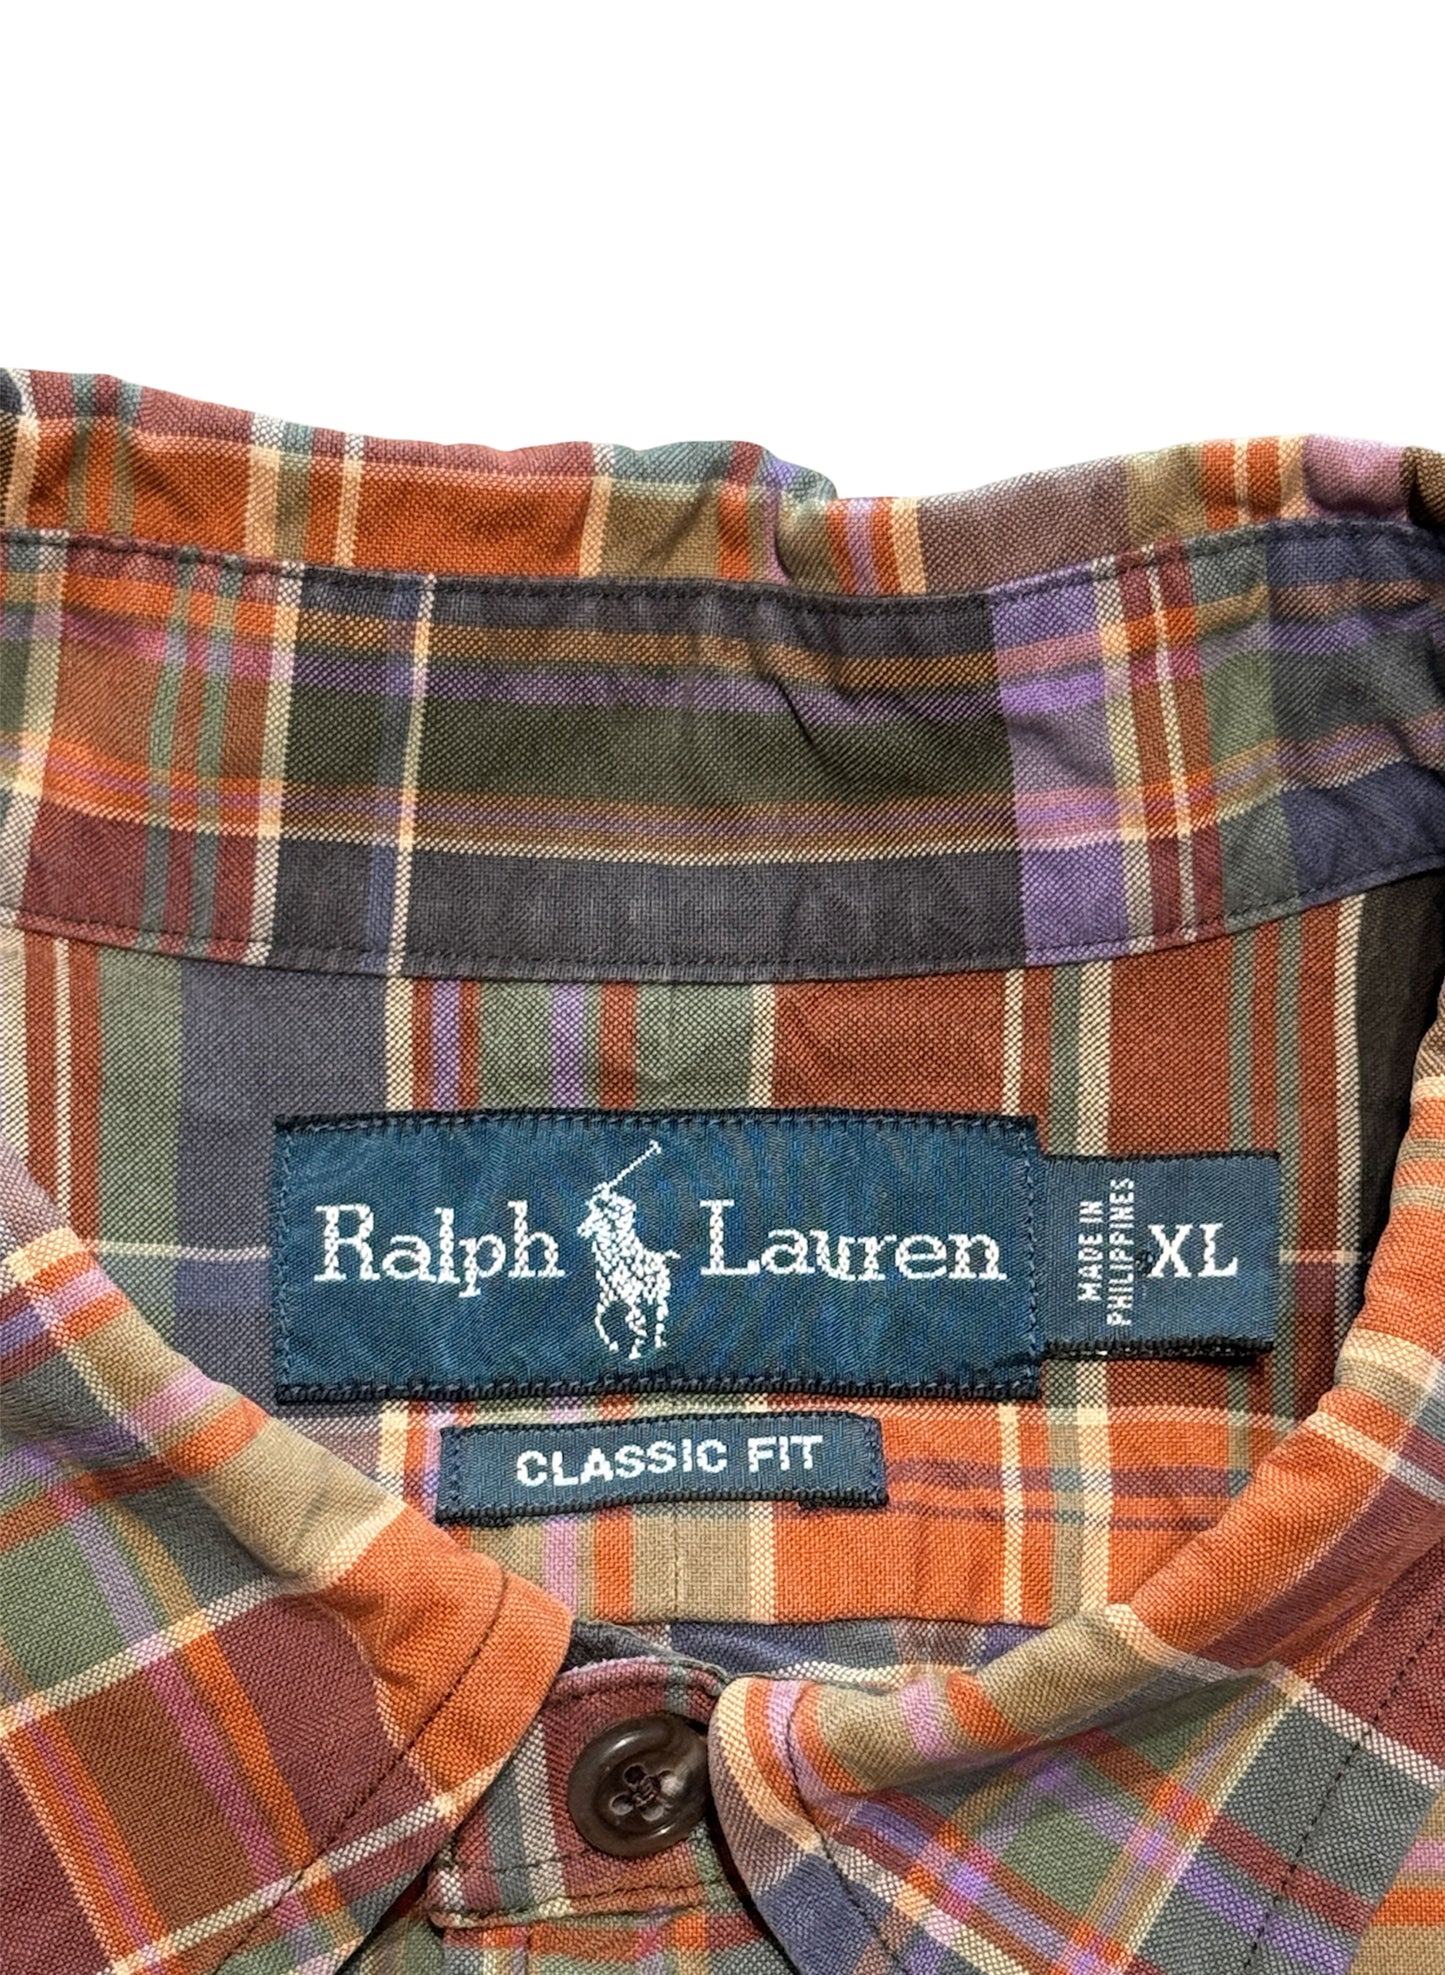 Ralph Lauren
MADE IN
PHILIPPINES
XL
CLASSIC FIT